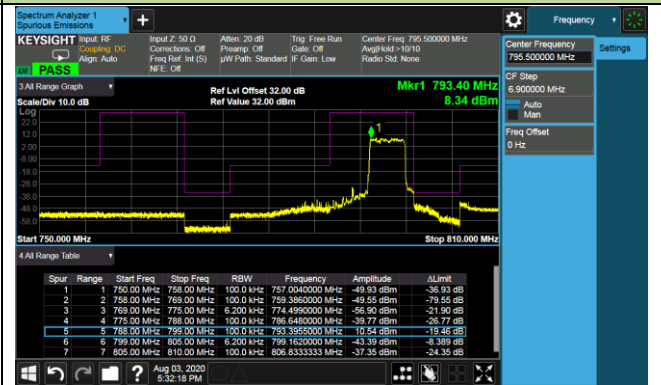 Spectrum Analyzer 1
Spurious Emissions
Frequency
KEYSIGHT
Input: RF
Coupling: DC
Align: Auto
Input Z: 50 Ω
Corrections: Off
Freq Ref: Int (S)
NFE: Off
Atten: 20 dB
Preamp: Off
µW Path: Standard
Trig: Free Run
Gate: Off
IF Gain: Low
Center Freq: 795.500000 MHz
Avg|Hold:>10/10
Radio Std: None
PASS
Center Frequency
795.500000 MHz
Settings
CF Step
6.900000 MHz
Auto
Man
Freq Offset
0 Hz
3 All Range Graph
Ref Lvl Offset 32.00 dB
Mkr1 793.40 MHz
Scale/Div 10.0 dB
Ref Value 32.00 dBm
8.34 dBm
Log
22.0
12.0
2.00
-8.00
-18.0
-28.0
-38.0
-48.0
-58.0
1
Start 750.000 MHz
Stop 810.000 MHz
4 All Range Table
Spur Range Start Freq Stop Freq RBW Frequency Amplitude ΔLimit
1 1 750.00 MHz 758.00 MHz 100.0 kHz 757.0040000 MHz -49.93 dBm -36.93 dB
2 2 758.00 MHz 769.00 MHz 100.0 kHz 759.3860000 MHz -49.55 dBm -79.55 dB
3 3 769.00 MHz 775.00 MHz 6.200 kHz 774.4990000 MHz -56.90 dBm -21.90 dB
4 4 775.00 MHz 788.00 MHz 100.0 kHz 786.6480000 MHz -39.77 dBm -26.77 dB
5 5 788.00 MHz 799.00 MHz 100.0 kHz 793.3955000 MHz 10.54 dBm -19.46 dB
6 6 799.00 MHz 805.00 MHz 6.200 kHz 799.1620000 MHz -43.39 dBm -8.389 dB
7 7 805.00 MHz 810.00 MHz 100.0 kHz 806.8333333 MHz -37.35 dBm -24.35 dB
Aug 03, 2020
5:32:18 PM